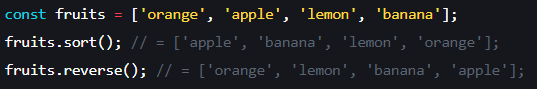 const fruits = ['orange', 'apple', 'lemon', 'banana'];
fruits.sort(); // = ['apple', 'banana', 'lemon', 'orange'];
fruits.reverse(); // = ['orange', 'lemon', 'banana', 'apple'];